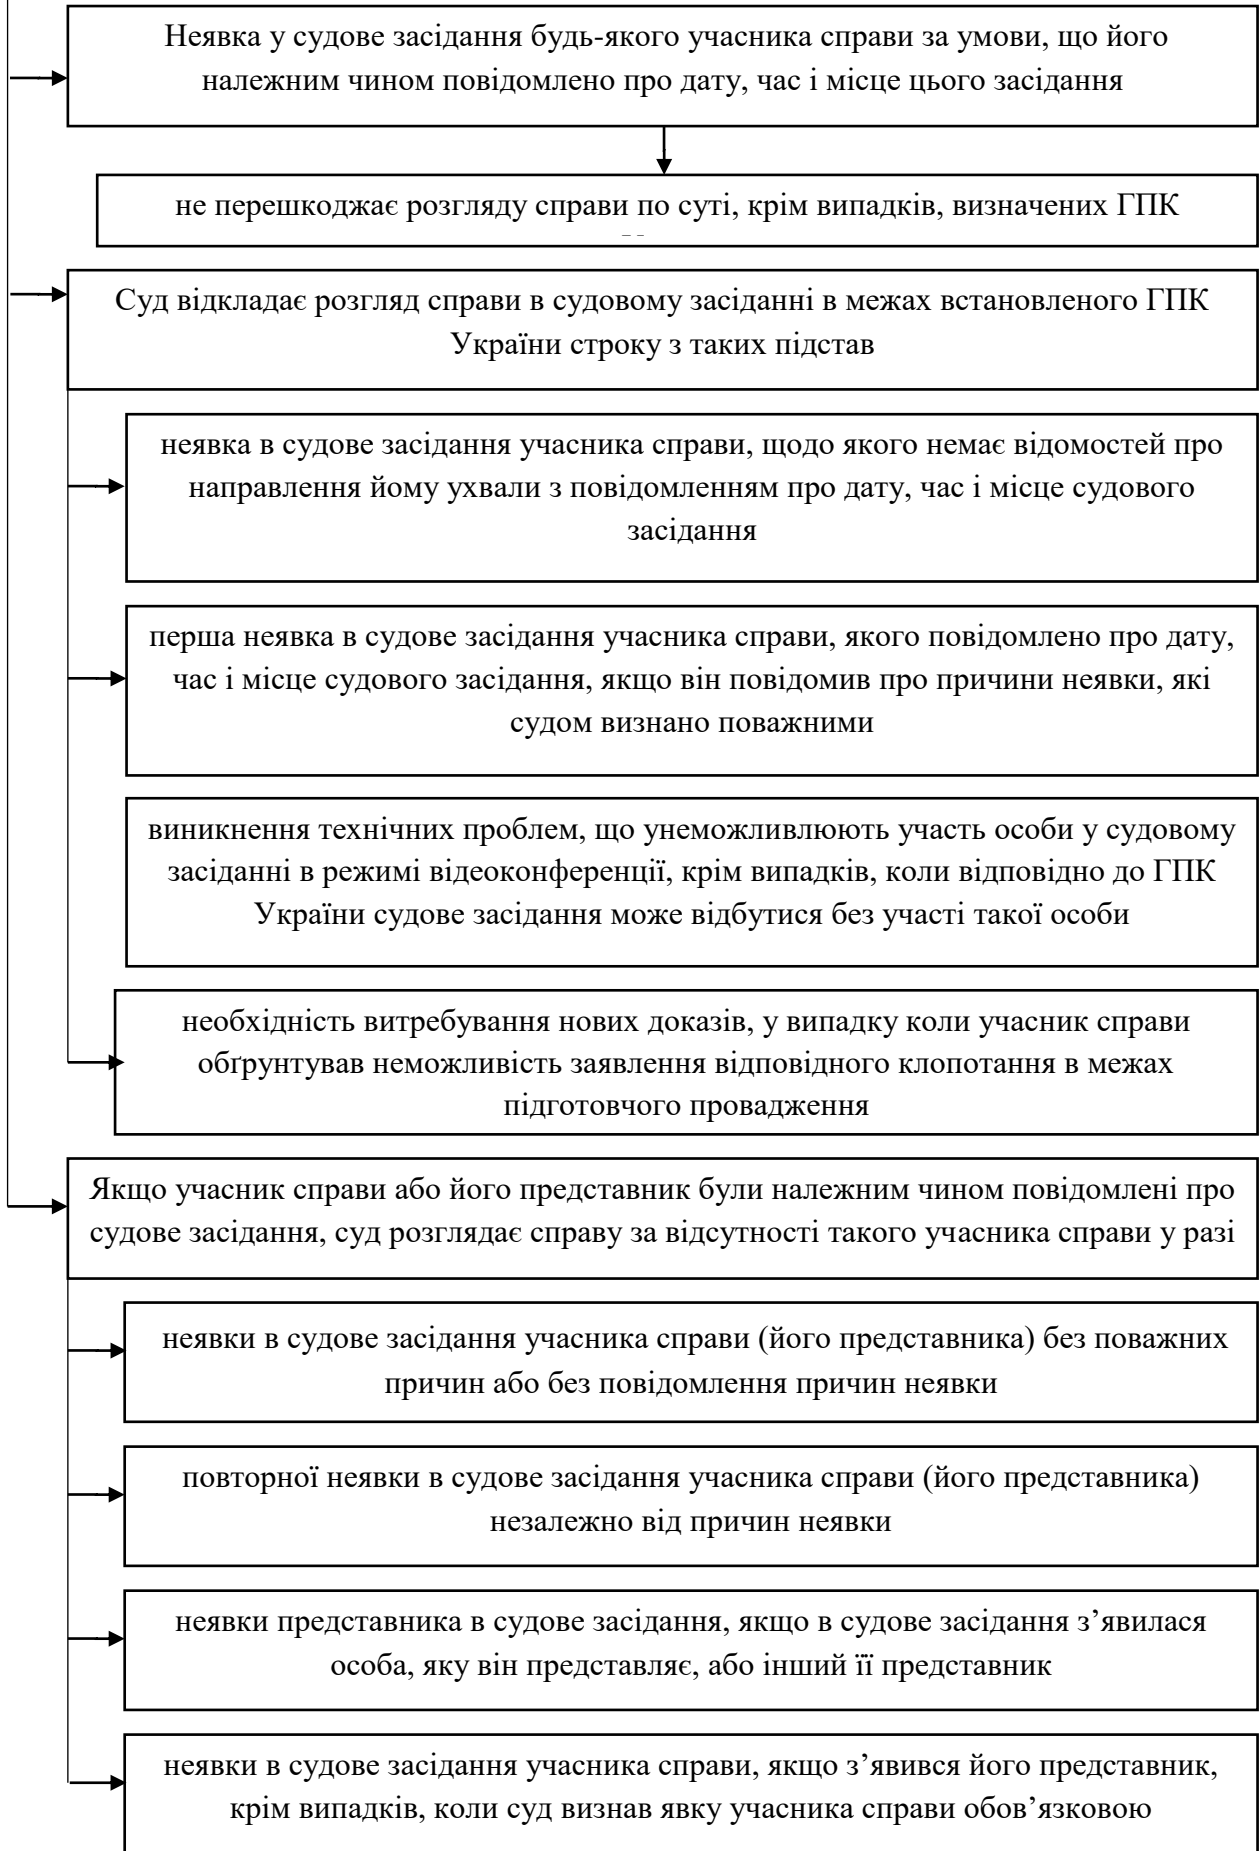 Неявка у судове засідання будь-якого учасника справи за умови, що його
належним чином повідомлено про дату, час і місце цього засідання
не перешкоджає розгляду справи по суті, крім випадків, визначених ГПК
Суд відкладає розгляд справи в судовому засіданні в межах встановленого ГПК
України строку з таких підстав
неявка в судове засідання учасника справи, щодо якого немає відомостей про
направлення йому ухвали з повідомленням про дату, час і місце судового
засідання
перша неявка в судове засідання учасника справи, якого повідомлено про дату,
час і місце судового засідання, якщо він повідомив про причини неявки, які
судом визнано поважними
виникнення технічних проблем, що унеможливлюють участь особи у судовому
засіданні в режимі відеоконференції, крім випадків, коли відповідно до ГПК
України судове засідання може відбутися без участі такої особи
необхідність витребування нових доказів, у випадку коли учасник справи
обґрунтував неможливість заявлення відповідного клопотання в межах
підготовчого провадження
Якщо учасник справи або його представник були належним чином повідомлені про
судове засідання, суд розглядає справу за відсутності такого учасника справи у разі
неявки в судове засідання учасника справи (його представника) без поважних
причин або без повідомлення причин неявки
повторної неявки в судове засідання учасника справи (його представника)
незалежно від причин неявки
неявки представника в судове засідання, якщо в судове засідання з’явилася
особа, яку він представляє, або інший її представник
неявки в судове засідання учасника справи, якщо з’явився його представник,
крім випадків, коли суд визнав явку учасника справи обов’язковою